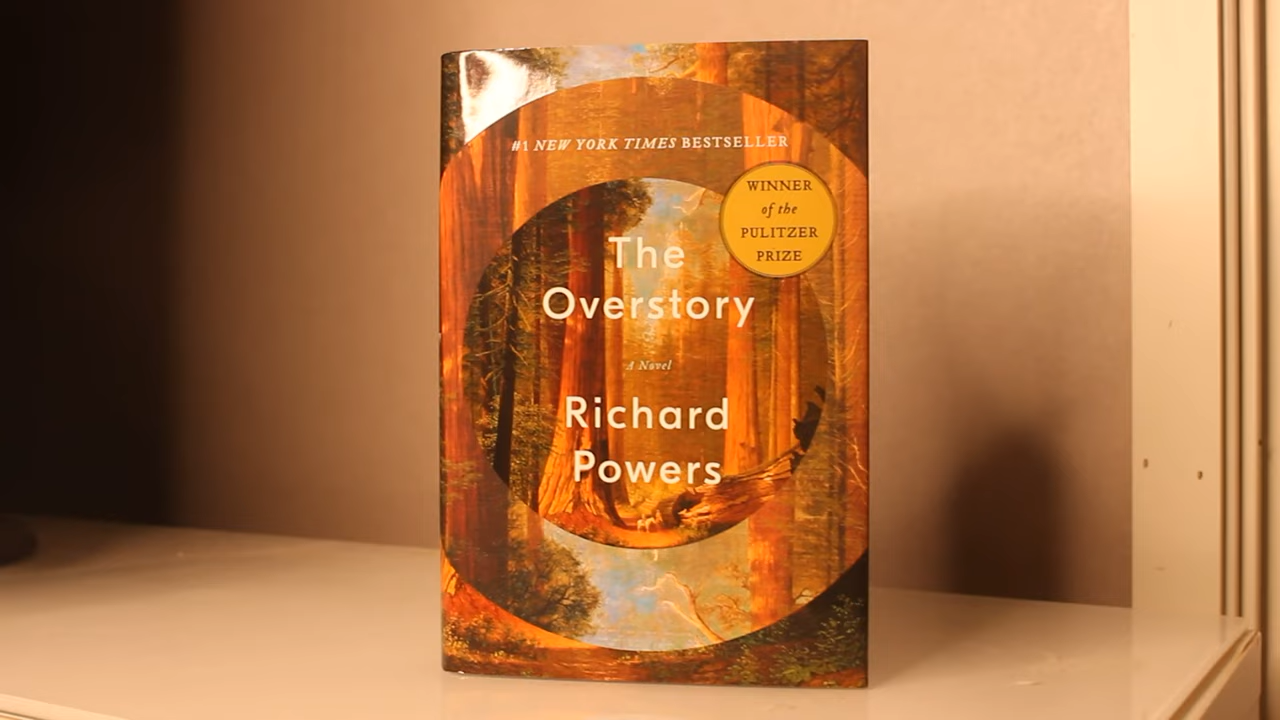 #1 NEW YORK TIMES BESTSELLER
WINNER
of the
PULITZER
PRIZE
The
Overstory
A Novel
Richard
Powers